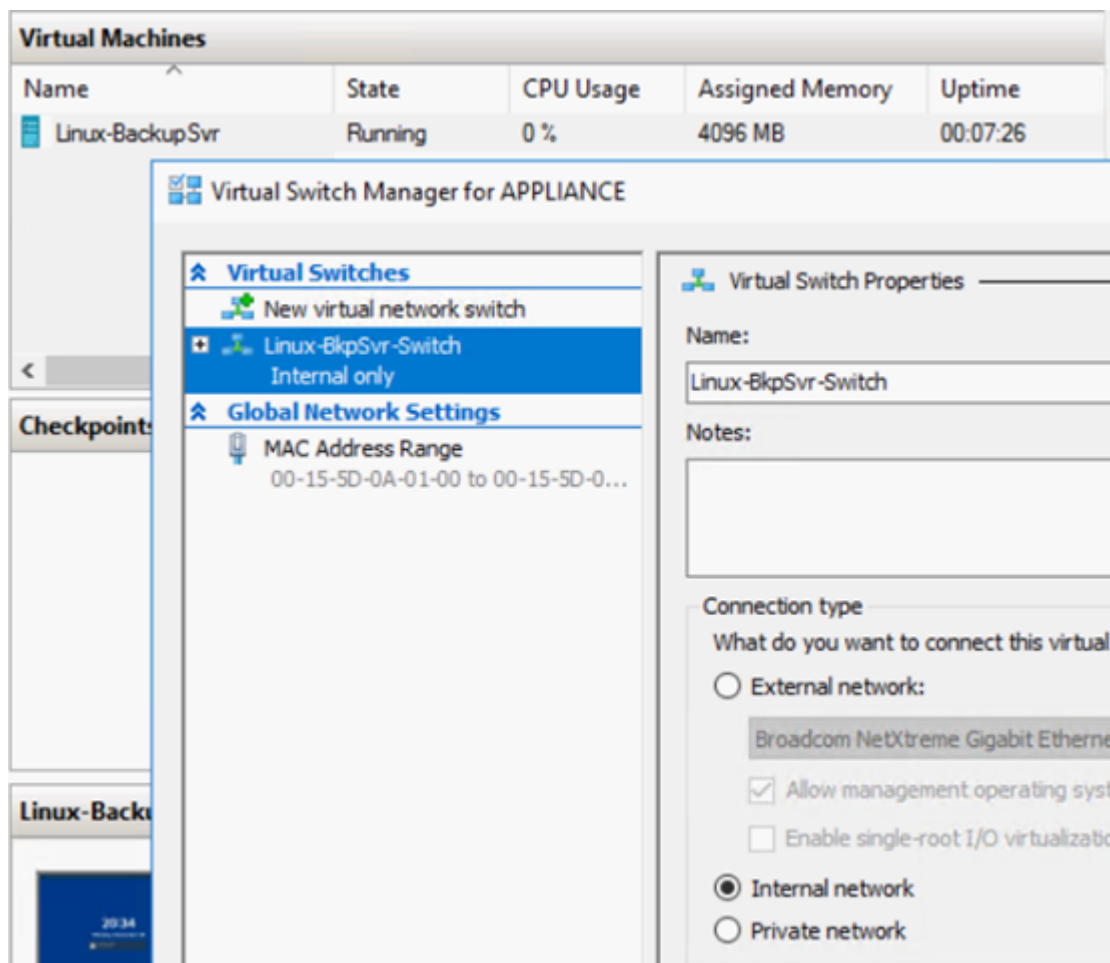 Virtual Machines
Name State CPU Usage Assigned Memory Uptime
Linux-BackupSvr Running 0 % 4096 MB 00:07:26
Virtual Switch Manager for APPLIANCE
Virtual Switches
New virtual network switch
Linux-BkpSvr-Switch
Internal only
Global Network Settings
MAC Address Range
00-15-5D-0A-01-00 to 00-15-5D-0...
Virtual Switch Properties
Name:
Linux-BkpSvr-Switch
Notes:
Connection type
What do you want to connect this virtual
External network:
Broadcom NetXtreme Gigabit Etherne
Allow management operating syst
Enable single-root I/O virtualizatio
Internal network
Private network
Checkpoints
Linux-Backu
20:34